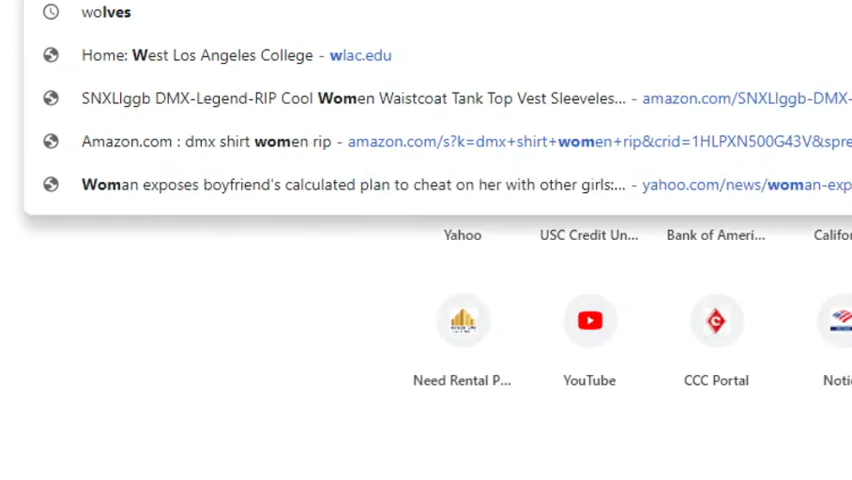 wolves
Home: West Los Angeles College - wlac.edu
SNXLIggb DMX-Legend-RIP Cool Women Waistcoat Tank Top Vest Sleeveles... - amazon.com/SNXLIggb-DMX-
Amazon.com : dmx shirt women rip - amazon.com/s?k=dmx+shirt+women+rip&crid=1HLPXN500G43V&spre
Woman exposes boyfriend's calculated plan to cheat on her with other girls:... - yahoo.com/news/woman-exp
Yahoo USC Credit Un... Bank of Ameri... Califor
Need Rental P... YouTube CCC Portal Noti